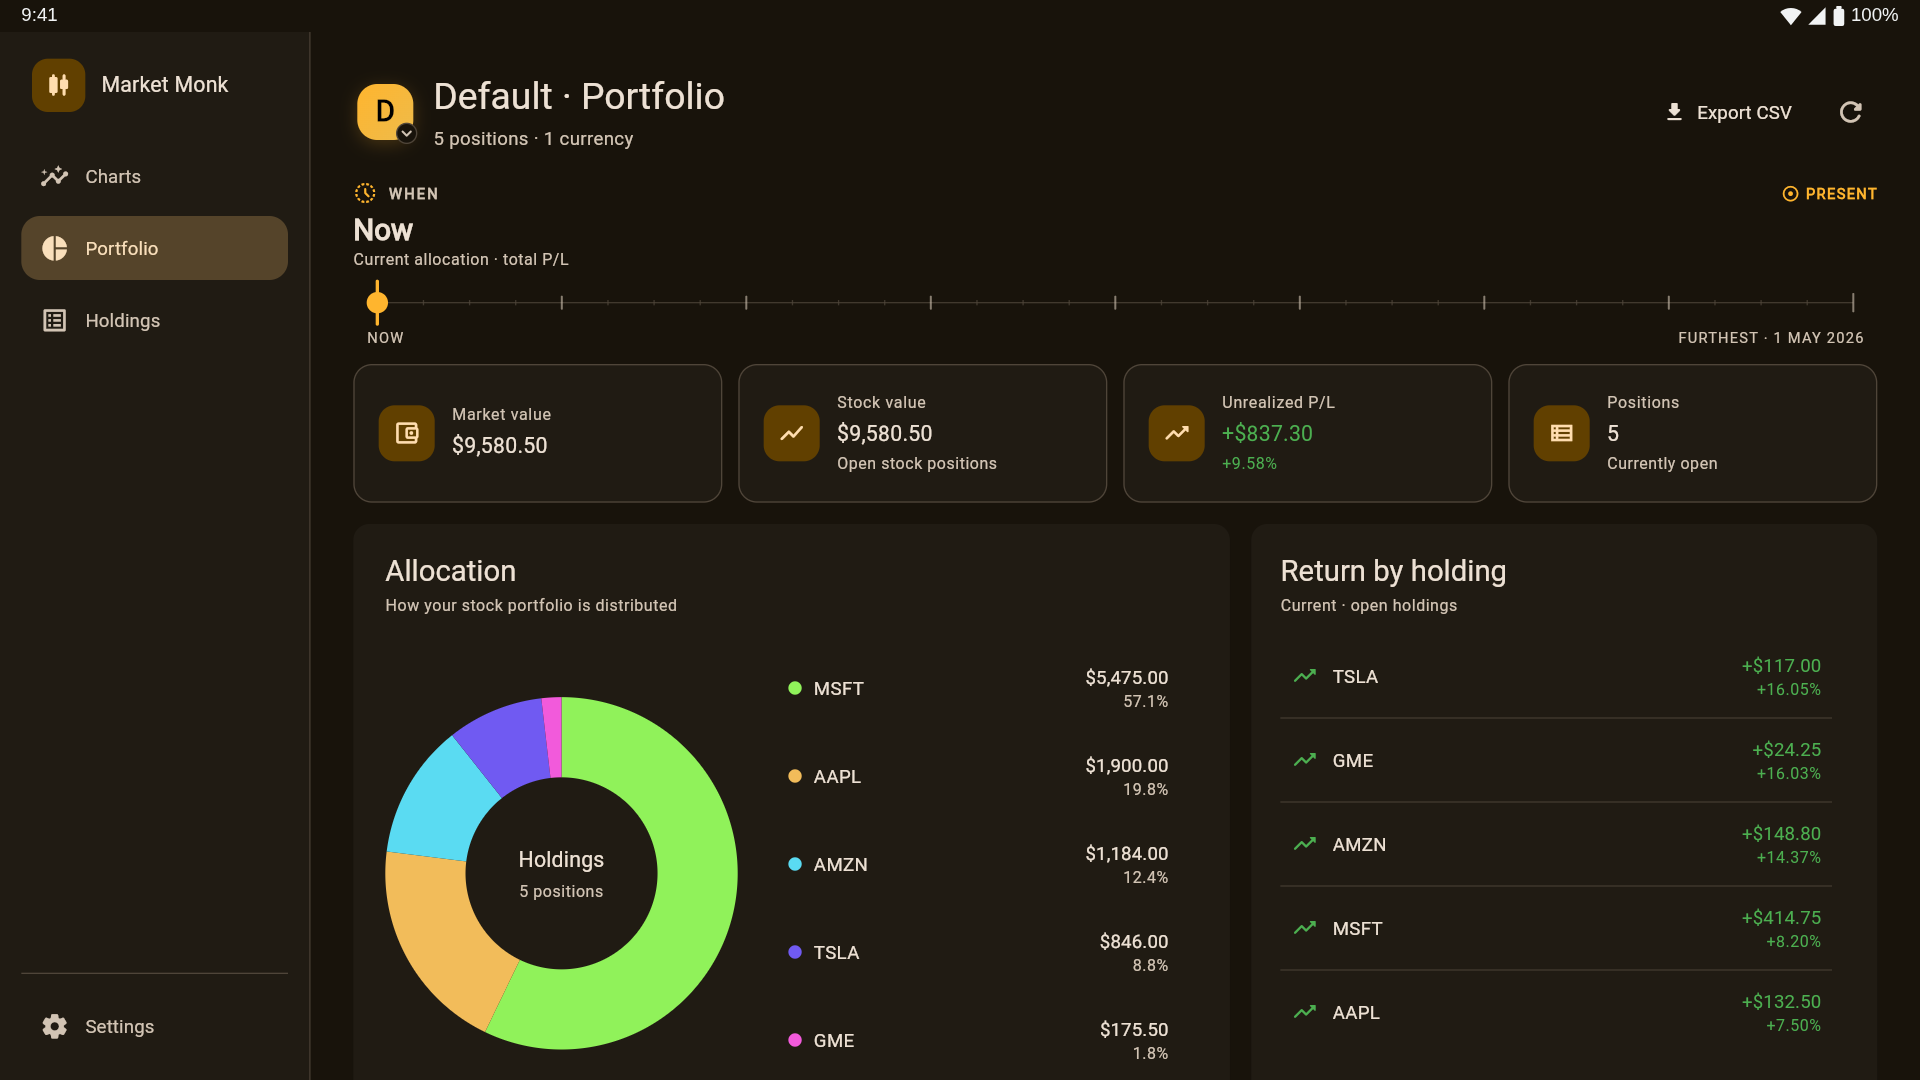 9:41
100%
Market Monk
Charts
Portfolio
Holdings
Settings
D
Default · Portfolio
5 positions · 1 currency
Export CSV
WHEN
PRESENT
Now
Current allocation · total P/L
NOW
FURTHEST · 1 MAY 2026
Market value
$9,580.50
Stock value
$9,580.50
Open stock positions
Unrealized P/L
+$837.30
+9.58%
Positions
5
Currently open
Allocation
How your stock portfolio is distributed
Holdings
5 positions
MSFT
$5,475.00
57.1%
AAPL
$1,900.00
19.8%
AMZN
$1,184.00
12.4%
TSLA
$846.00
8.8%
GME
$175.50
1.8%
Return by holding
Current · open holdings
TSLA
+$117.00
+16.05%
GME
+$24.25
+16.03%
AMZN
+$148.80
+14.37%
MSFT
+$414.75
+8.20%
AAPL
+$132.50
+7.50%